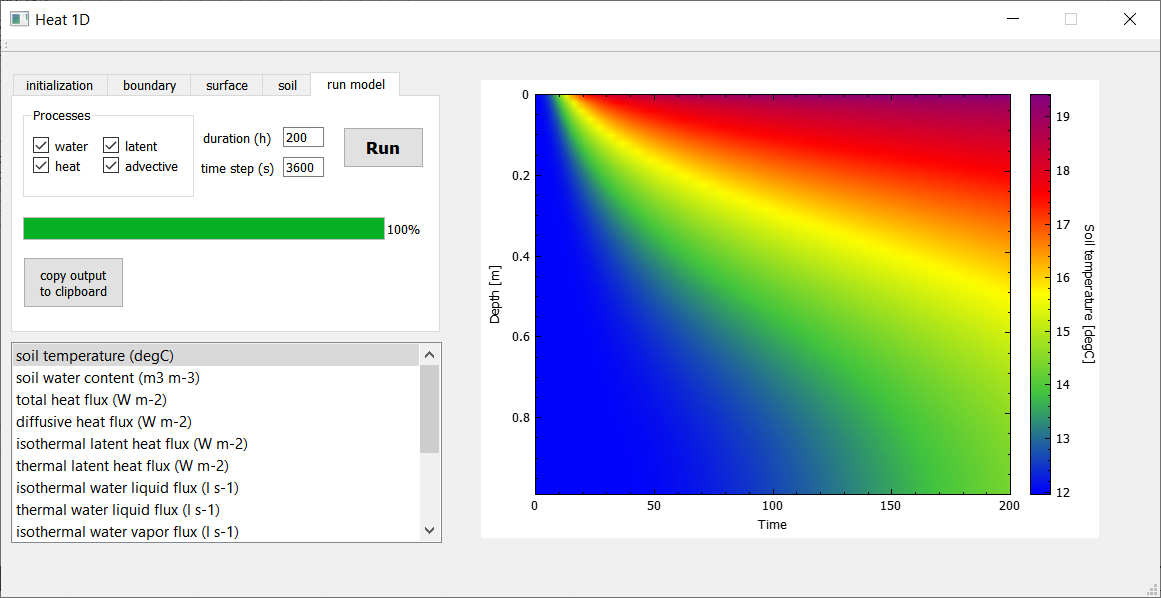 Heat 1D
initialization boundary surface soil run model
Processes
water latent
heat advective
duration (h) 200
time step (s) 3600
Run
100%
copy output
to clipboard
soil temperature (degC)
soil water content (m3 m-3)
total heat flux (W m-2)
diffusive heat flux (W m-2)
isothermal latent heat flux (W m-2)
thermal latent heat flux (W m-2)
isothermal water liquid flux (l s-1)
thermal water liquid flux (l s-1)
isothermal water vapor flux (l s-1)
0
0.2
0.4
0.6
0.8
Depth [m]
0 50 100 150 200
Time
19
18
17
16
15
14
13
12
Soil temperature [degC]